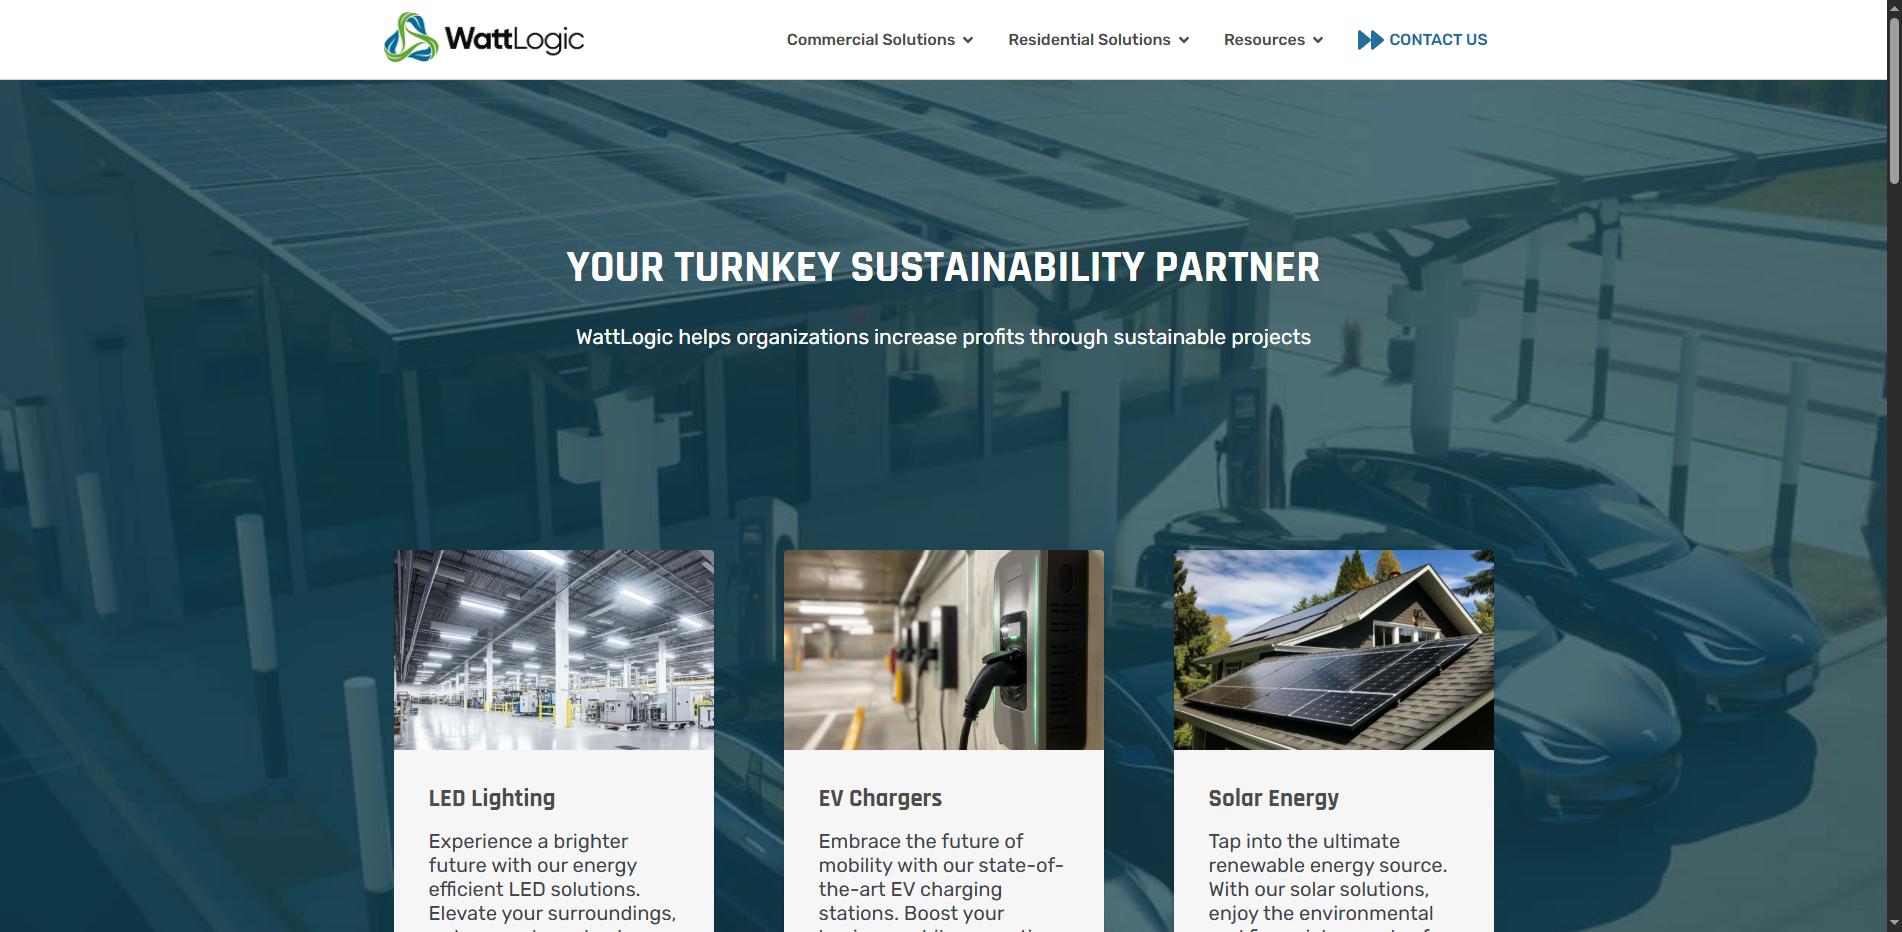 WattLogic
Commercial Solutions
Residential Solutions
Resources
CONTACT US
YOUR TURNKEY SUSTAINABILITY PARTNER
WattLogic helps organizations increase profits through sustainable projects
LED Lighting
Experience a brighter
future with our energy
efficient LED solutions.
Elevate your surroundings,
EV Chargers
Embrace the future of
mobility with our state-of-
the-art EV charging
stations. Boost your
Solar Energy
Tap into the ultimate
renewable energy source.
With our solar solutions,
enjoy the environmental